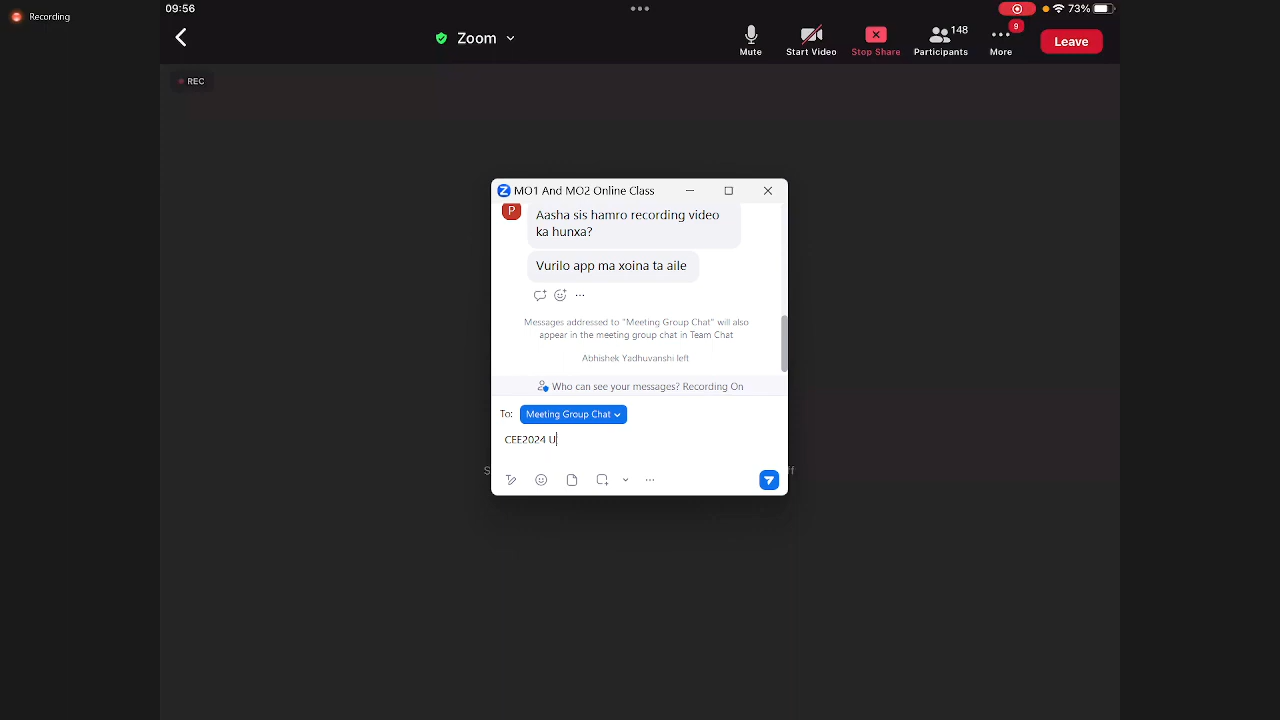 Recording
09:56
73%
Zoom
Mute
Start Video
Stop Share
148
Participants
9
More
Leave
REC
MO1 And MO2 Online Class
P
Aasha sis hamro recording video
ka hunxa?
Vurilo app ma xoina ta aile
Messages addressed to "Meeting Group Chat" will also
appear in the meeting group chat in Team Chat
Abhishek Yadhuvanshi left
Who can see your messages? Recording On
To:
Meeting Group Chat
CEE2024 U